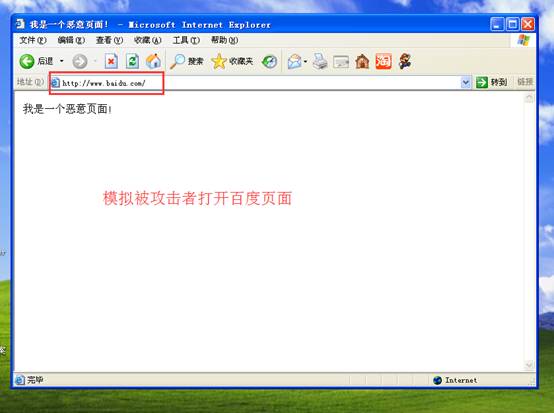 我是一个恶意页面! - Microsoft Internet Explorer
文件(F) 编辑(E) 查看(V) 收藏(A) 工具(T) 帮助(H)
后退 搜索 收藏夹 淘
地址(D) http://www.baidu.com/ 转到 链接
我是一个恶意页面!
模拟被攻击者打开百度页面
完毕 Internet